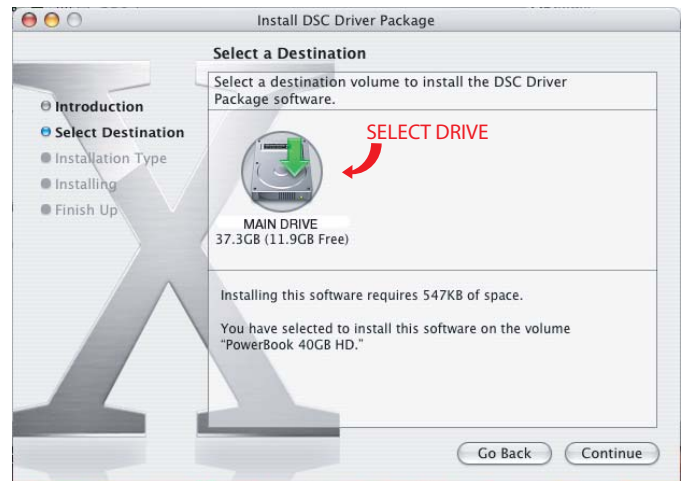 Install DSC Driver Package
Select a Destination
Introduction
Select Destination
Installation Type
Installing
Finish Up
Select a destination volume to install the DSC Driver
Package software.
SELECT DRIVE
MAIN DRIVE
37.3GB (11.9GB Free)
Installing this software requires 547KB of space.
You have selected to install this software on the volume
“PowerBook 40GB HD.”
Go Back
Continue